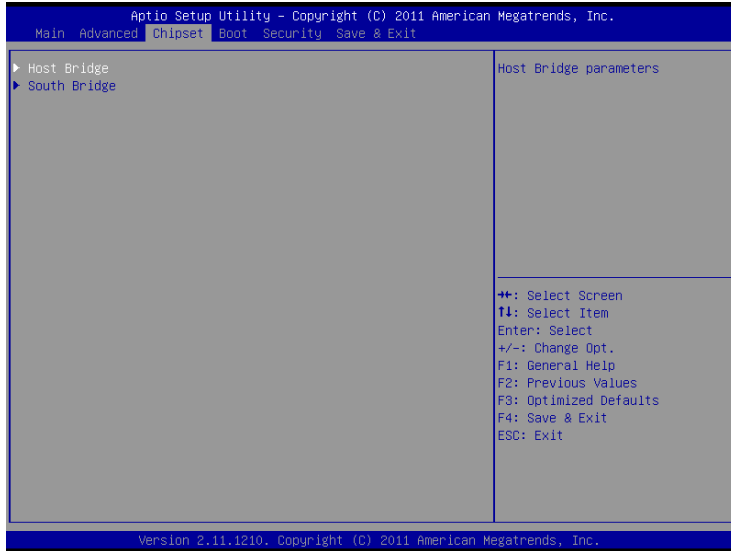 Aptio Setup Utility – Copyright (C) 2011 American Megatrends, Inc.
Main Advanced Chipset Boot Security Save & Exit
▶ Host Bridge
▶ South Bridge
Host Bridge parameters
→←: Select Screen
↑↓: Select Item
Enter: Select
+/-: Change Opt.
F1: General Help
F2: Previous Values
F3: Optimized Defaults
F4: Save & Exit
ESC: Exit
Version 2.11.1210. Copyright (C) 2011 American Megatrends, Inc.